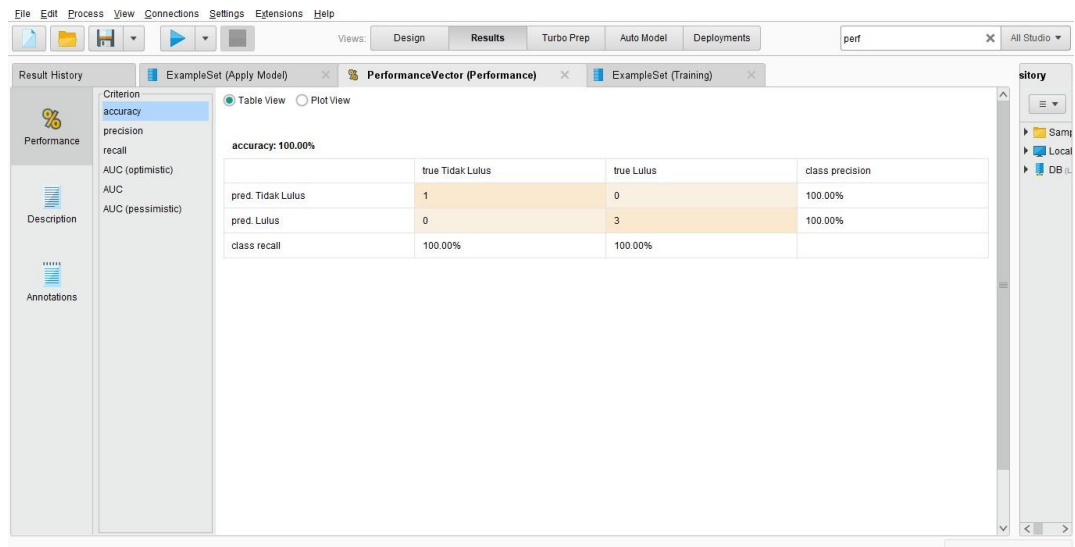 File Edit Process View Connections Settings Extensions Help
Views: Design Results Turbo Prep Auto Model Deployments perf All Studio
Result History ExampleSet (Apply Model) % PerformanceVector (Performance) ExampleSet (Training) sitory
% Performance
Description
Annotations
Criterion
accuracy
precision
recall
AUC (optimistic)
AUC
AUC (pessimistic)
Table View Plot View
accuracy: 100.00%
true Tidak Lulus true Lulus class precision
pred. Tidak Lulus 1 0 100.00%
pred. Lulus 0 3 100.00%
class recall 100.00% 100.00%
Samp
Local
DB (L